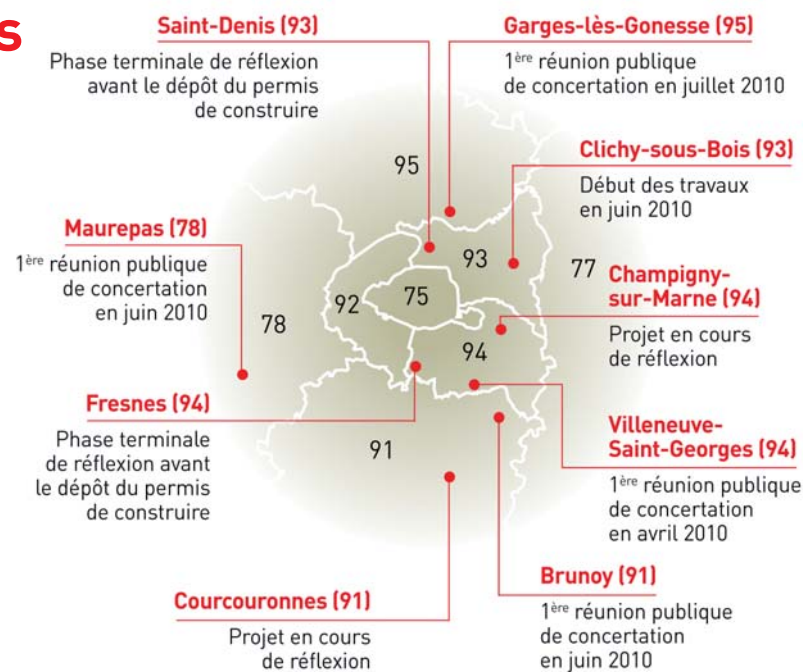 s
Saint-Denis (93)
Phase terminale de réflexion
avant le dépôt du permis
de construire
Garges-lès-Gonesse (95)
1ère réunion publique
de concertation en juillet 2010
Clichy-sous-Bois (93)
Début des travaux
en juin 2010
Maurepas (78)
1ère réunion publique
de concertation
en juin 2010
Champigny-
sur-Marne (94)
Projet en cours
de réflexion
Fresnes (94)
Phase terminale
de réflexion avant
le dépôt du permis
de construire
Villeneuve-
Saint-Georges (94)
1ère réunion publique
de concertation
en avril 2010
Courcouronnes (91)
Projet en cours
de réflexion
Brunoy (91)
1ère réunion publique
de concertation
en juin 2010
95
93
77
92
75
78
94
91